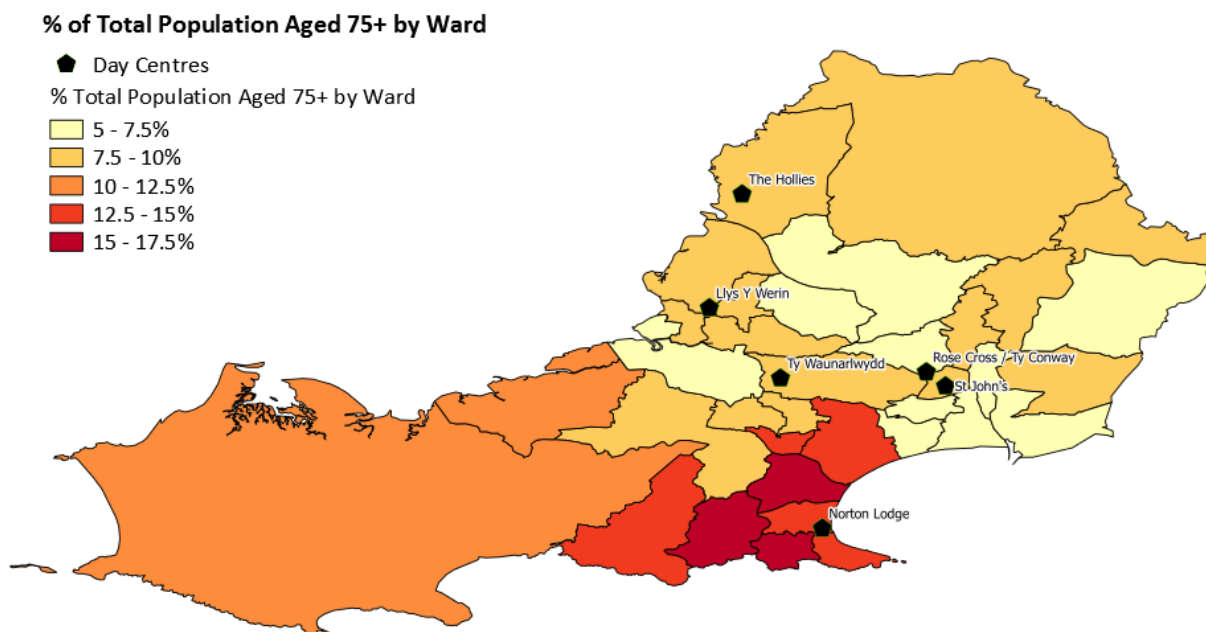 % of Total Population Aged 75+ by Ward
Day Centres
% Total Population Aged 75+ by Ward
5 - 7.5%
7.5 - 10%
10 - 12.5%
12.5 - 15%
15 - 17.5%
The Hollies
Llys Y Werin
Ty Waunarlwydd
Rose Cross / Ty Conway
St John's
Norton Lodge